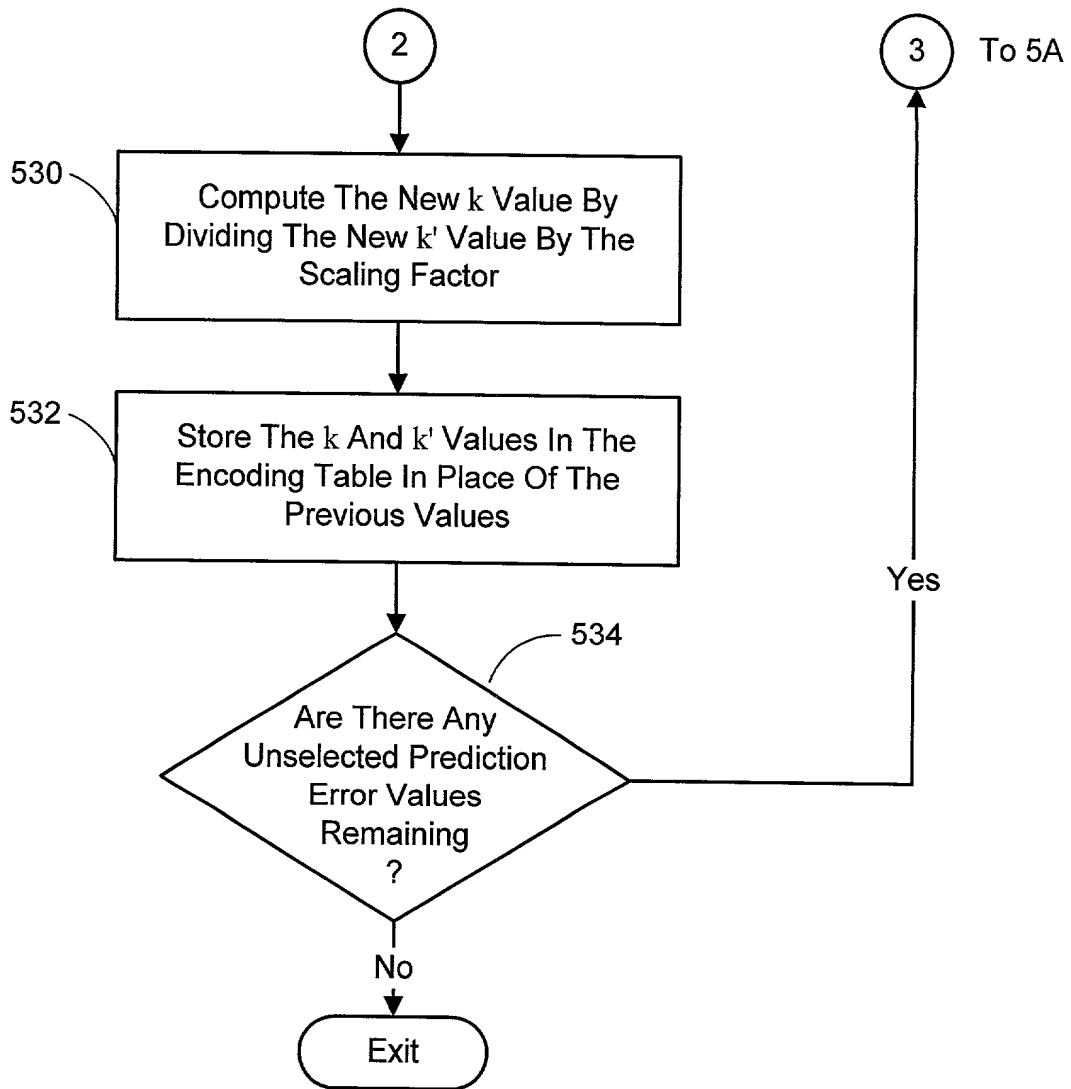 2
3 To 5A
530
Compute The New k Value By
Dividing The New k' Value By The
Scaling Factor
532
Store The k And k' Values In The
Encoding Table In Place Of The
Previous Values
Yes
534
Are There Any
Unselected Prediction
Error Values
Remaining
?
No
Exit